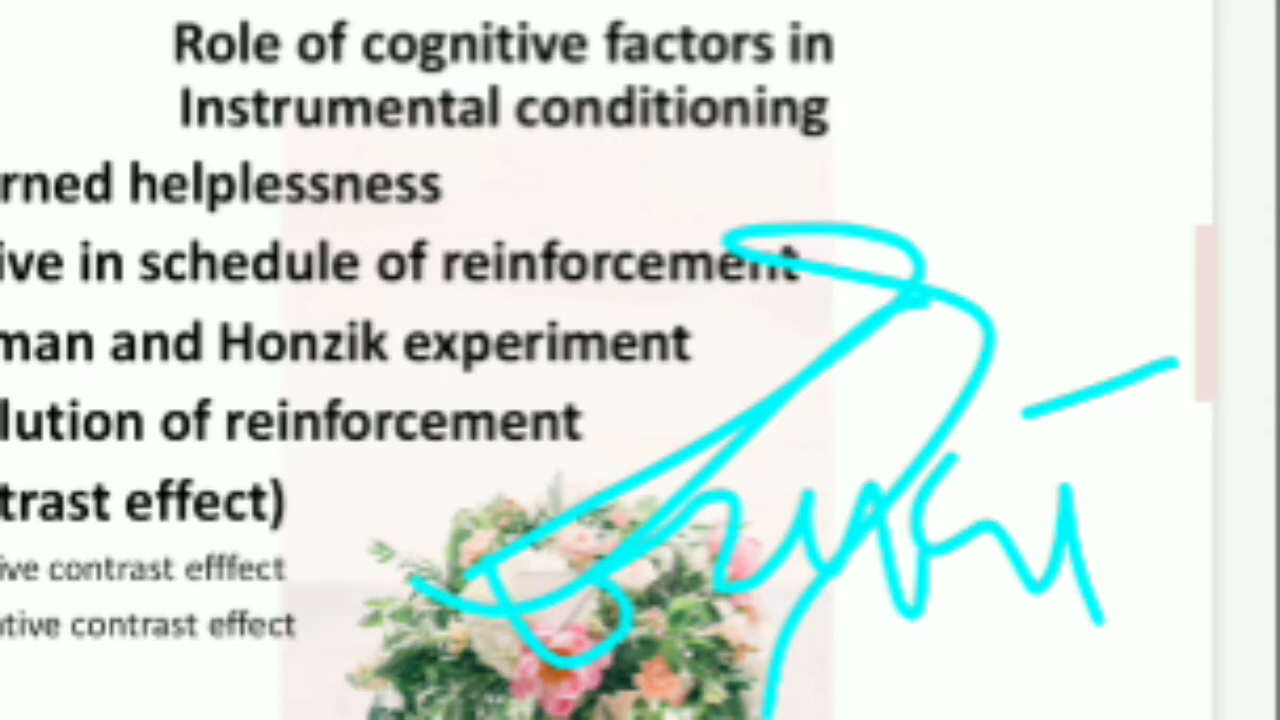 Role of cognitive factors in
Instrumental conditioning
rned helplessness
ive in schedule of reinforcement
man and Honzik experiment
lution of reinforcement
trast effect)
ive contrast efffect
ative contrast effect